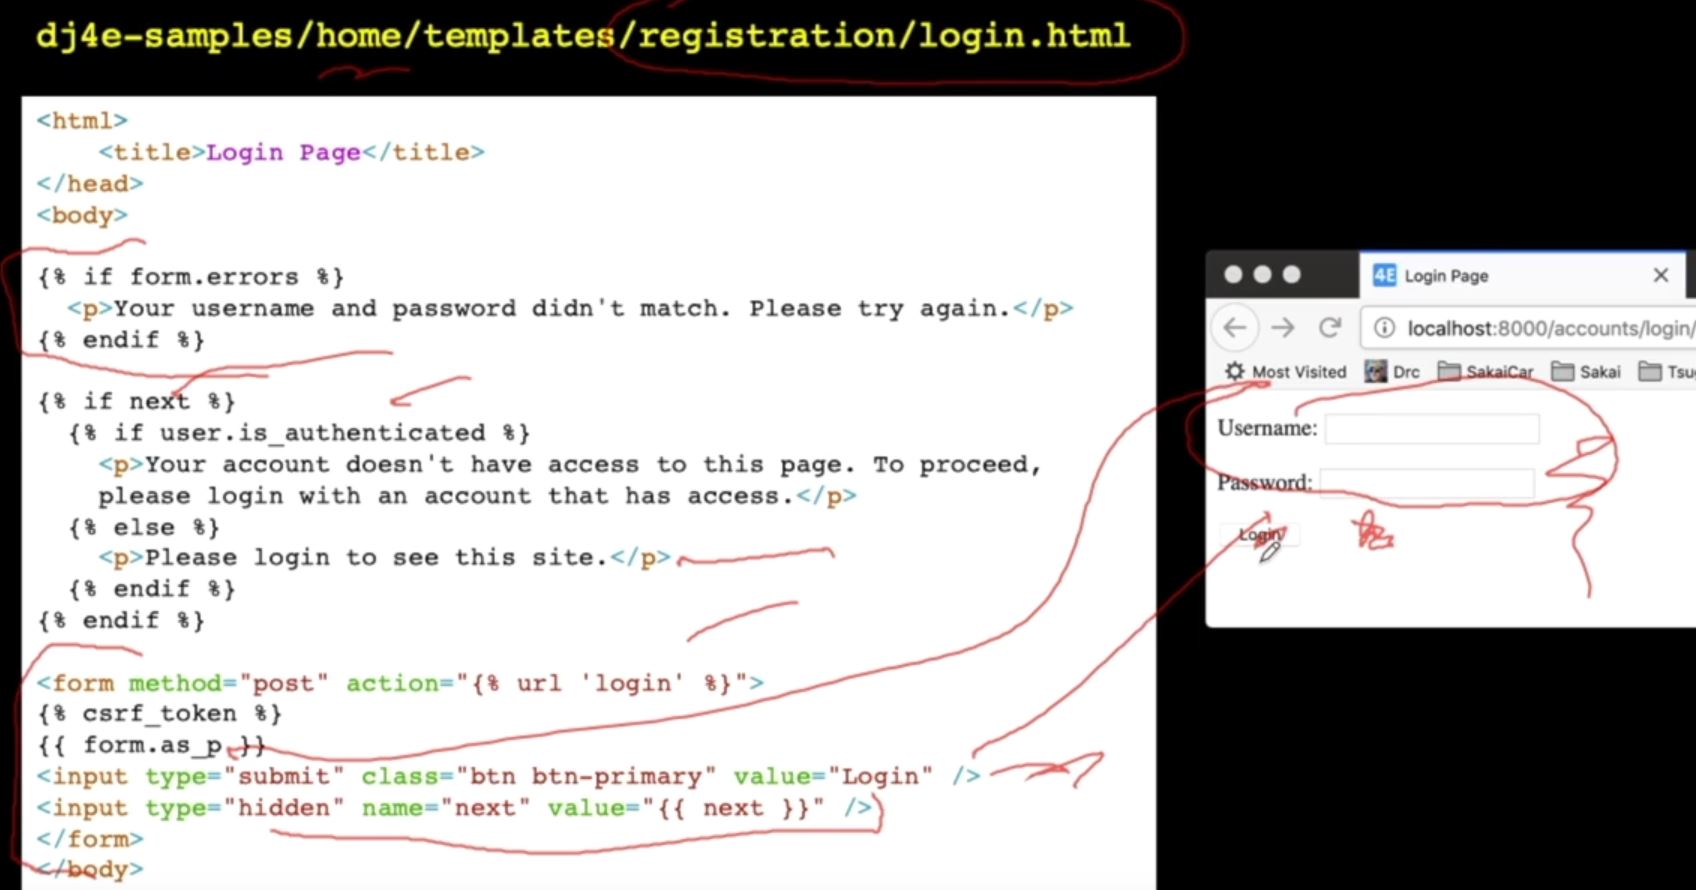 dj4e-samples/home/templates/registration/login.html
<html>
<title>Login Page</title>
</head>
<body>
{% if form.errors %}
<p>Your username and password didn't match. Please try again.</p>
{% endif %}
{% if next %}
{% if user.is_authenticated %}
<p>Your account doesn't have access to this page. To proceed,
please login with an account that has access.</p>
{% else %}
<p>Please login to see this site.</p>
{% endif %}
{% endif %}
<form method="post" action="{% url 'login' %}">
{% csrf_token %}
{{ form.as_p }}
<input type="submit" class="btn btn-primary" value="Login" />
<input type="hidden" name="next" value="{{ next }}" />
</form>
</body>
4E Login Page
localhost:8000/accounts/login/
Most Visited Drc SakaiCar Sakai Tsu
Username:
Password:
Login